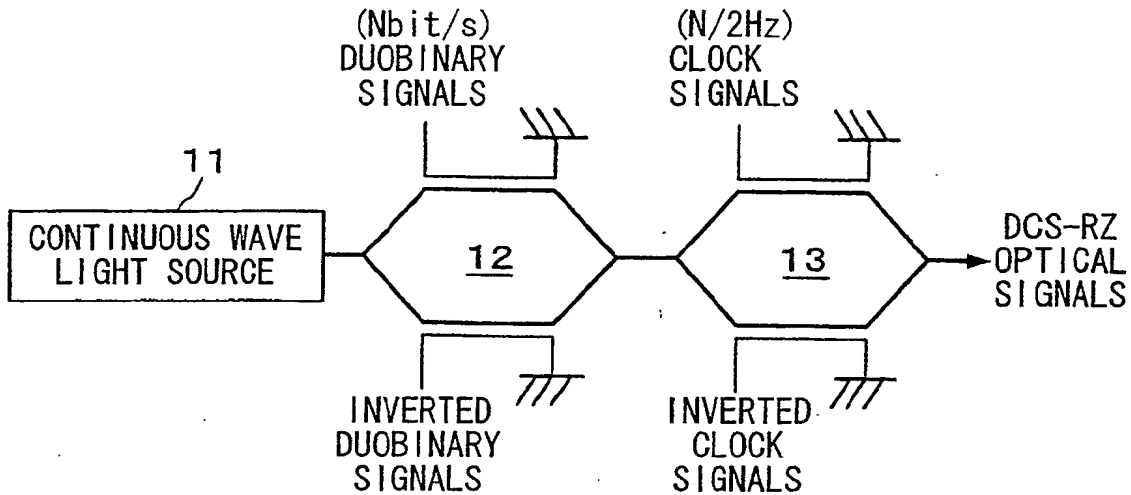 (Nbit/s)
DUOBINARY
SIGNALS
(N/2Hz)
CLOCK
SIGNALS
11
CONTINUOUS WAVE
LIGHT SOURCE
12
13
DCS-RZ
OPTICAL
SIGNALS
INVERTED
DUOBINARY
SIGNALS
INVERTED
CLOCK
SIGNALS